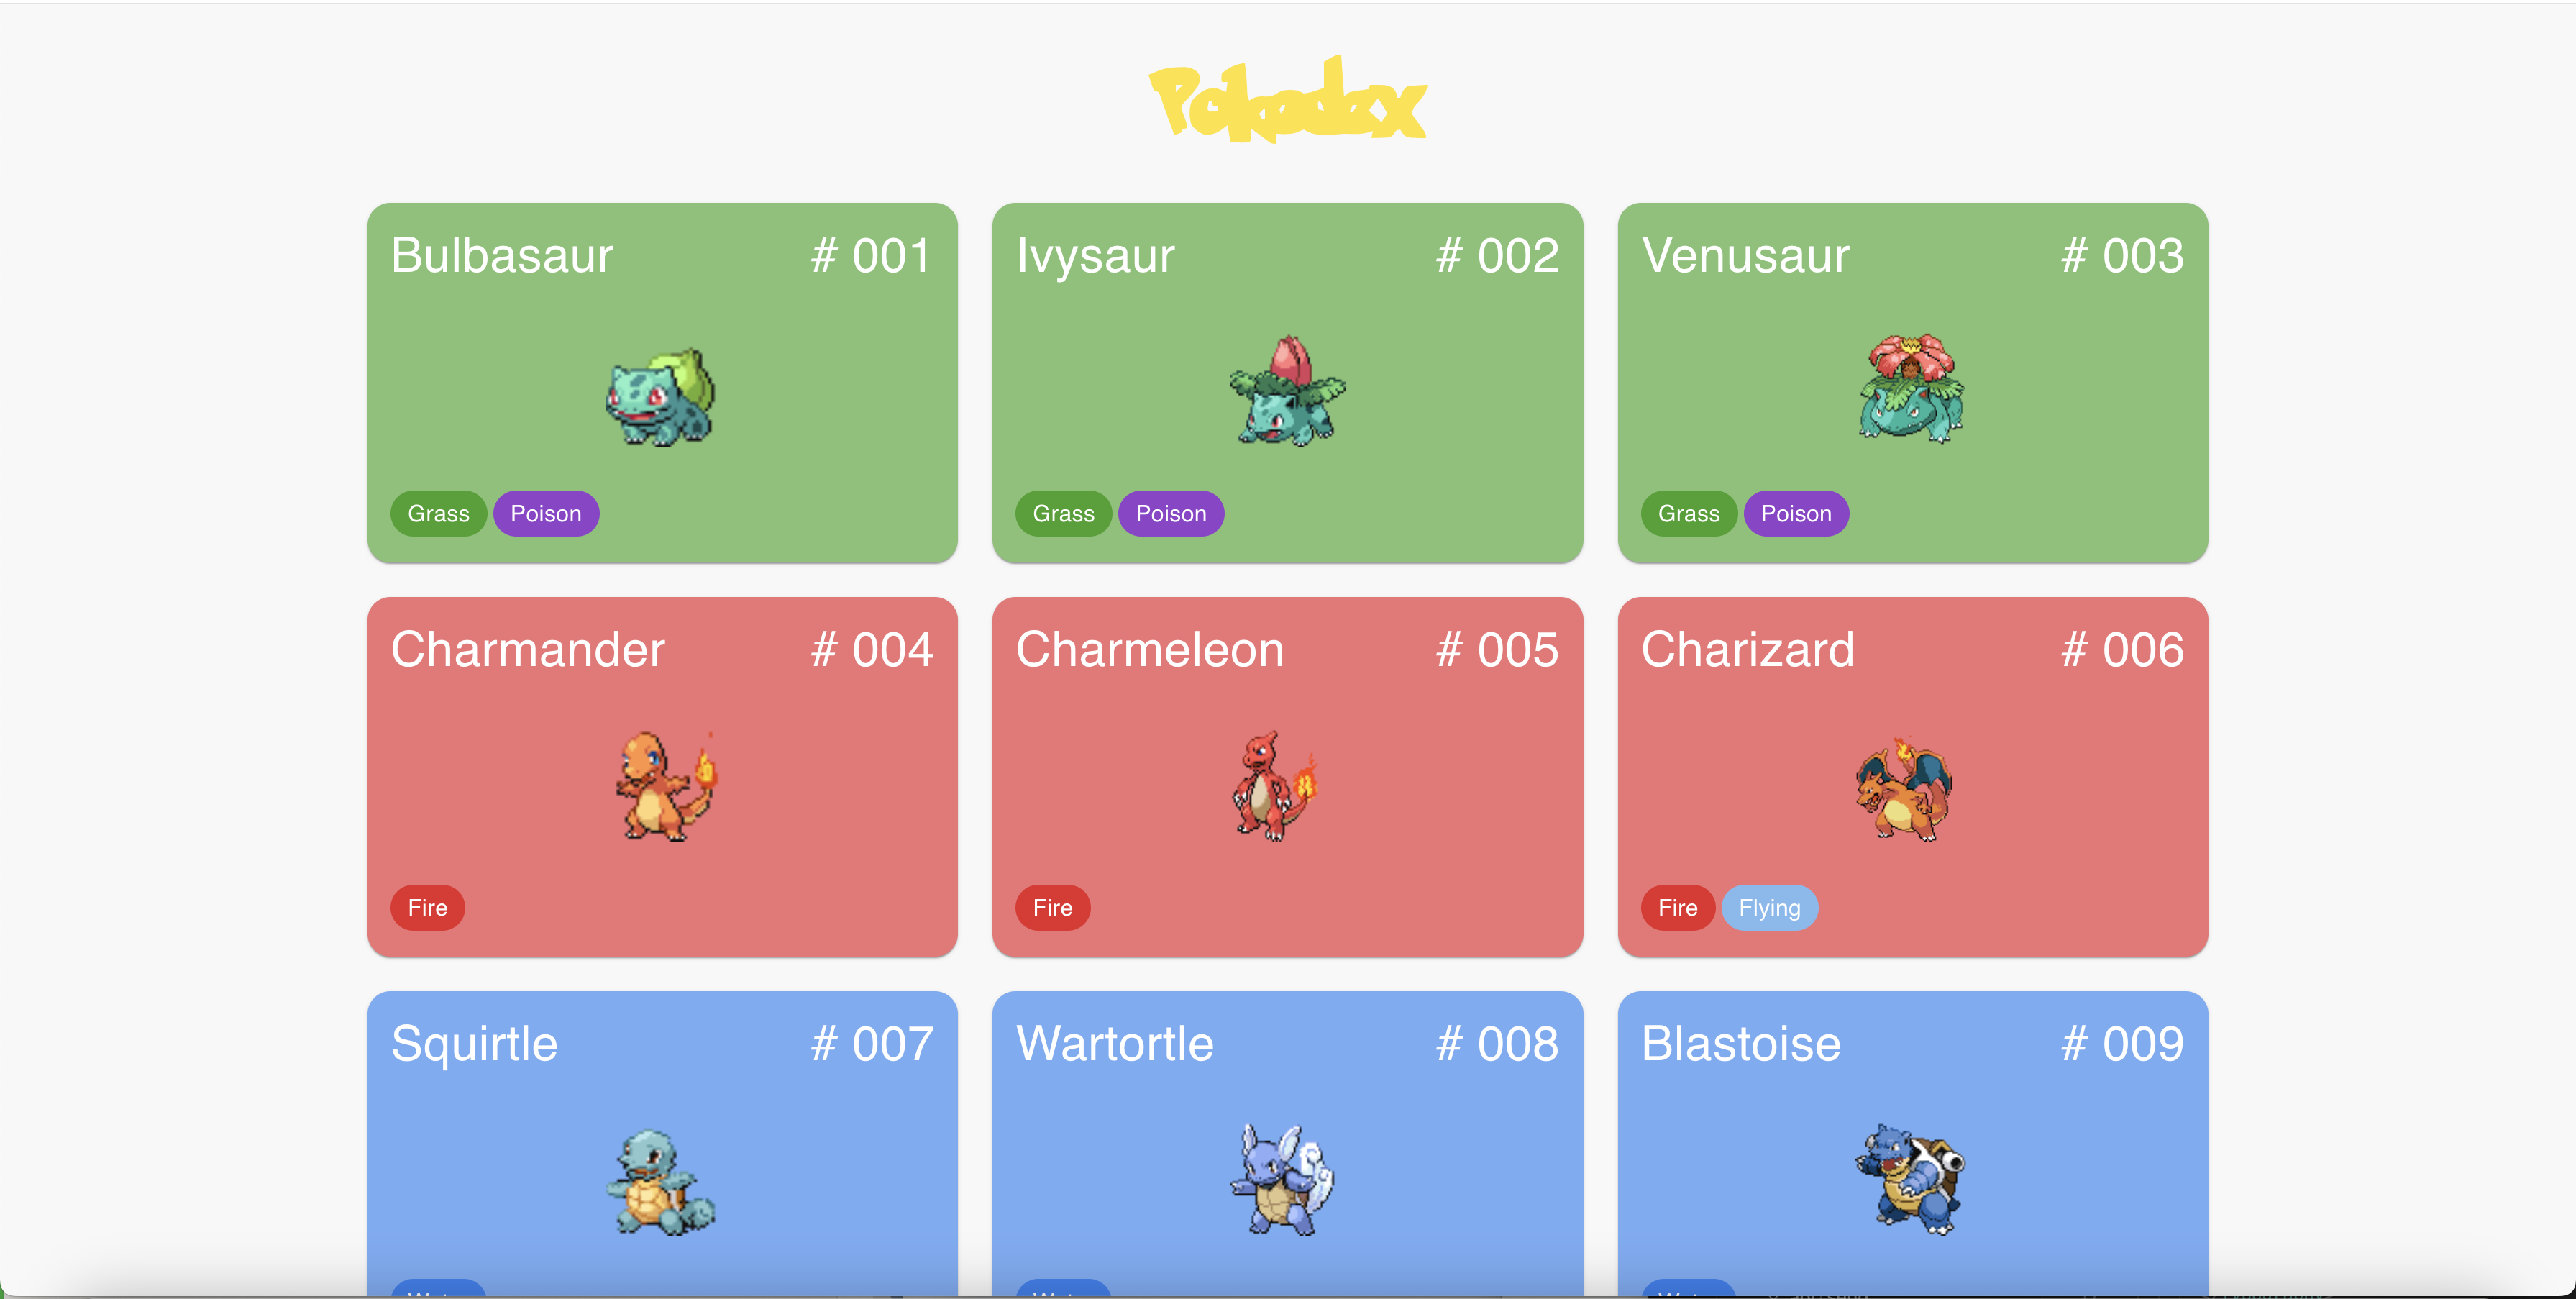 Pokedex
Bulbasaur # 001
Ivysaur # 002
Venusaur # 003
Grass Poison
Grass Poison
Grass Poison
Charmander # 004
Charmeleon # 005
Charizard # 006
Fire
Fire
Fire Flying
Squirtle # 007
Wartortle # 008
Blastoise # 009